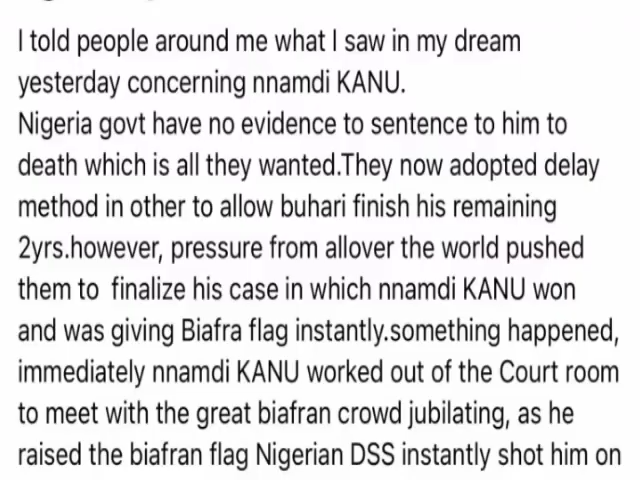 I told people around me what I saw in my dream
yesterday concerning nnamdi KANU.
Nigeria govt have no evidence to sentence to him to
death which is all they wanted.They now adopted delay
method in other to allow buhari finish his remaining
2yrs.however, pressure from allover the world pushed
them to  finalize his case in which nnamdi KANU won
and was giving Biafra flag instantly.something happened,
immediately nnamdi KANU worked out of the Court room
to meet with the great biafran crowd jubilating, as he
raised the biafran flag Nigerian DSS instantly shot him on